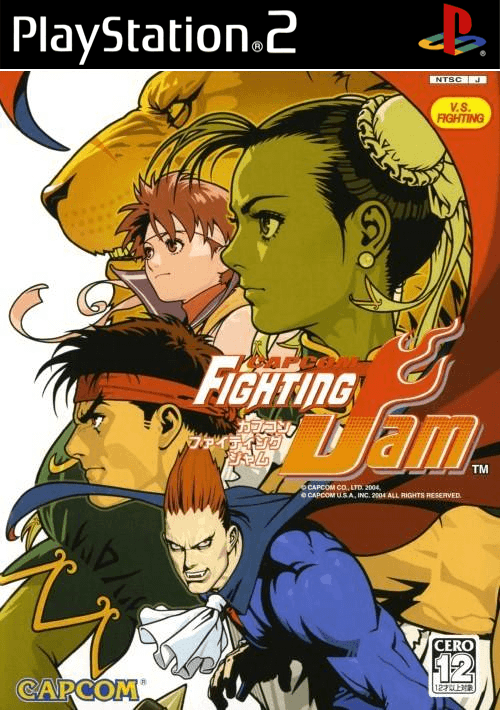 PlayStation®2
®
NTSC J
V.S.
FIGHTING
CAPCOM
FIGHTING
Jam
TM
カプコン
ファイティング
ジャム
© CAPCOM CO., LTD. 2004,
© CAPCOM U.S.A., INC. 2004 ALL RIGHTS RESERVED.
CAPCOM®
CERO
12
12才以上対象